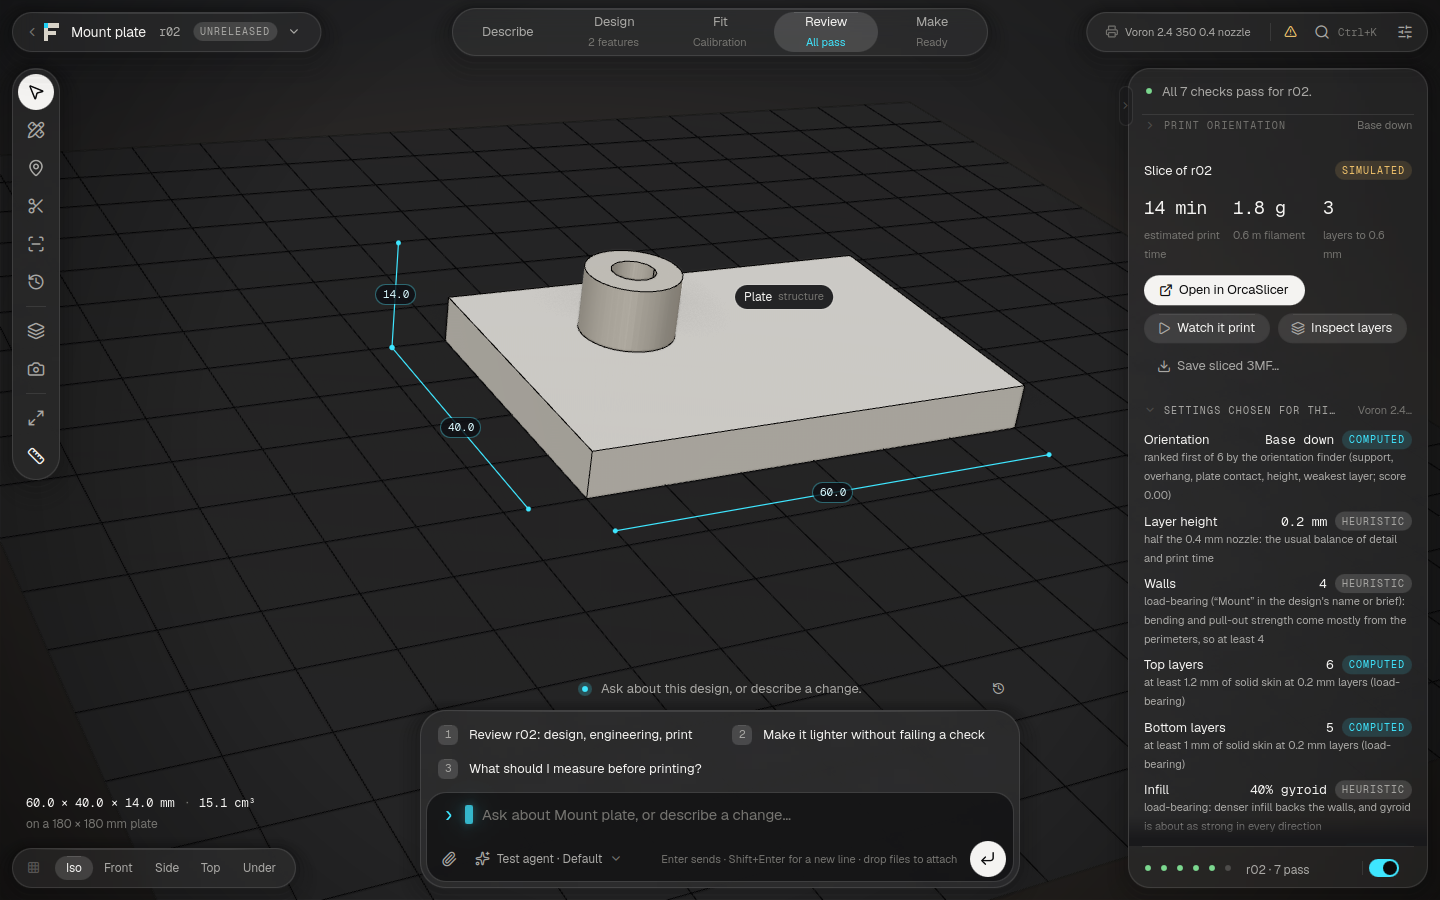 Mount plate r02 UNRELEASED
Describe
Design
2 features
Fit
Calibration
Review
All pass
Make
Ready
Voron 2.4 350 0.4 nozzle
Ctrl+K
All 7 checks pass for r02.
PRINT ORIENTATION Base down
Slice of r02 SIMULATED
14 min 1.8 g 3
estimated print time
0.6 m filament
layers to 0.6 mm
Open in OrcaSlicer
Watch it print
Inspect layers
Save sliced 3MF...
SETTINGS CHOSEN FOR THI... Voron 2.4...
Orientation Base down COMPUTED
ranked first of 6 by the orientation finder (support,
overhang, plate contact, height, weakest layer; score
0.00)
Layer height 0.2 mm HEURISTIC
half the 0.4 mm nozzle: the usual balance of detail
and print time
Walls 4 HEURISTIC
load-bearing (“Mount” in the design's name or brief):
bending and pull-out strength come mostly from the
perimeters, so at least 4
Top layers 6 COMPUTED
at least 1.2 mm of solid skin at 0.2 mm layers (load-
bearing)
Bottom layers 5 COMPUTED
at least 1 mm of solid skin at 0.2 mm layers (load-
bearing)
Infill 40% gyroid HEURISTIC
load-bearing: denser infill backs the walls, and gyroid
is about as strong in every direction
r02 · 7 pass
14.0
40.0
60.0
Plate structure
Ask about this design, or describe a change.
1 Review r02: design, engineering, print
2 Make it lighter without failing a check
3 What should I measure before printing?
Ask about Mount plate, or describe a change...
Test agent · Default
Enter sends · Shift+Enter for a new line · drop files to attach
60.0 × 40.0 × 14.0 mm · 15.1 cm³
on a 180 × 180 mm plate
Iso Front Side Top Under